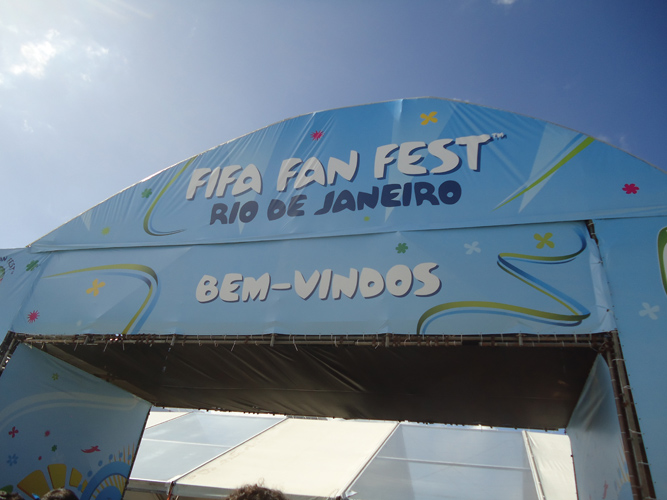 FIFA FAN FEST™
RIO DE JANEIRO
BEM-VINDOS